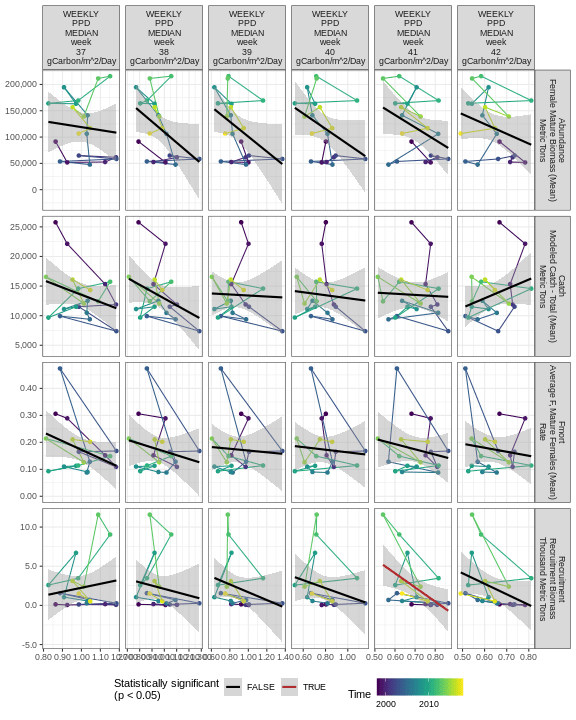 WEEKLY
PPD
MEDIAN
week
37
gCarbon/m^2/Day
WEEKLY
PPD
MEDIAN
week
38
gCarbon/m^2/Day
WEEKLY
PPD
MEDIAN
week
39
gCarbon/m^2/Day
WEEKLY
PPD
MEDIAN
week
40
gCarbon/m^2/Day
WEEKLY
PPD
MEDIAN
week
41
gCarbon/m^2/Day
WEEKLY
PPD
MEDIAN
week
42
gCarbon/m^2/Day
200,000
150,000
100,000
50,000
0
Abundance
Female Mature Biomass (Mean)
Metric Tons
25,000
20,000
15,000
10,000
5,000
Catch
Modeled Catch - Total (Mean)
Metric Tons
0.40
0.30
0.20
0.10
0.00
Fmort
Average F, Mature Females (Mean)
Rate
10.0
5.0
0.0
-5.0
Recruitment
Recruitment Biomass
Thousand Metric Tons
0.80 0.90 1.00 1.10
0.60 0.80 1.00 1.20 1.40
0.60 0.80 1.00
0.50 0.60 0.70 0.80
0.50 0.60 0.70 0.80
Statistically significant
(p < 0.05)
FALSE
TRUE
Time
2000
2010